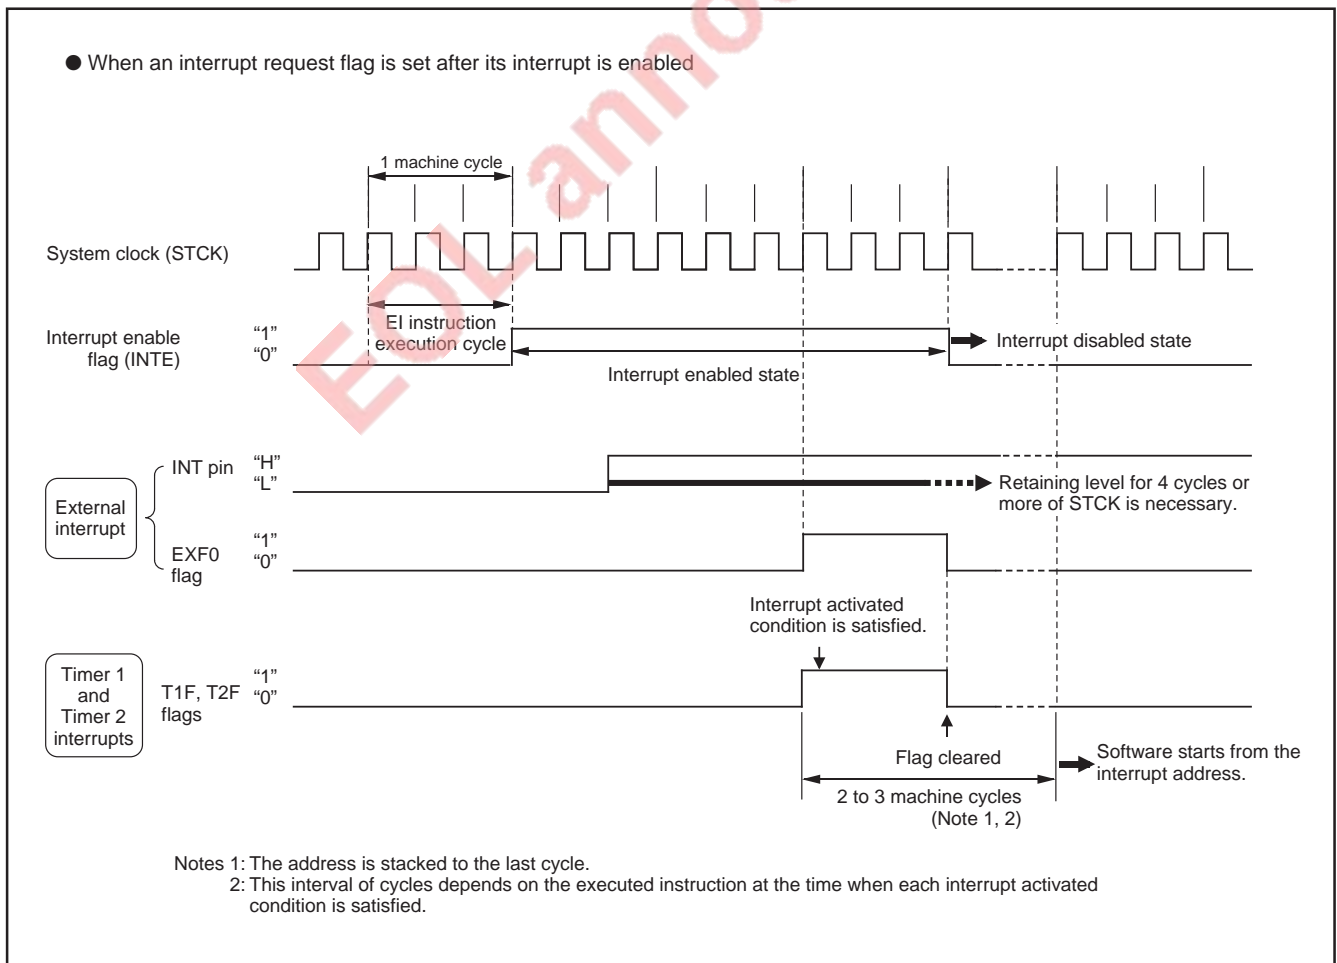 ● When an interrupt request flag is set after its interrupt is enabled
1 machine cycle
System clock (STCK)
EI instruction
execution cycle
Interrupt enable
flag (INTE)
“1”
“0”
Interrupt disabled state
Interrupt enabled state
External
interrupt
INT pin
“H”
“L”
Retaining level for 4 cycles or
more of STCK is necessary.
EXF0
flag
“1”
“0”
Interrupt activated
condition is satisfied.
Timer 1
and
Timer 2
interrupts
T1F, T2F
flags
“1”
“0”
Flag cleared
Software starts from the
interrupt address.
2 to 3 machine cycles
(Note 1, 2)
Notes 1: The address is stacked to the last cycle.
2: This interval of cycles depends on the executed instruction at the time when each interrupt activated
condition is satisfied.
EOL anno